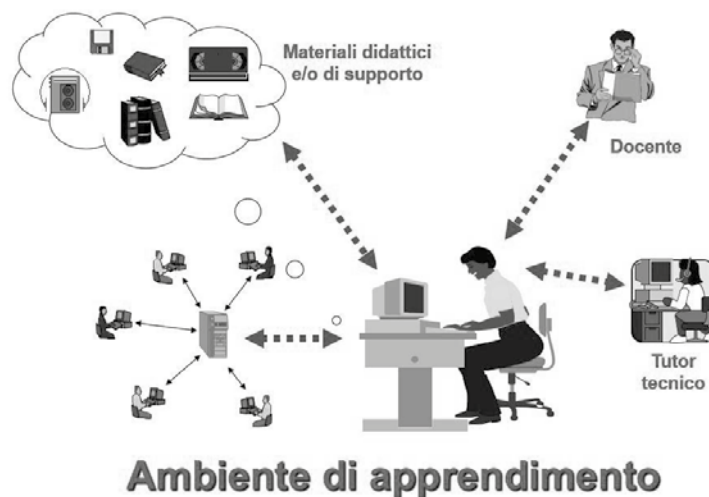 Materiali didattici
e/o di supporto
Docente
Tutor
tecnico
Ambiente di apprendimento